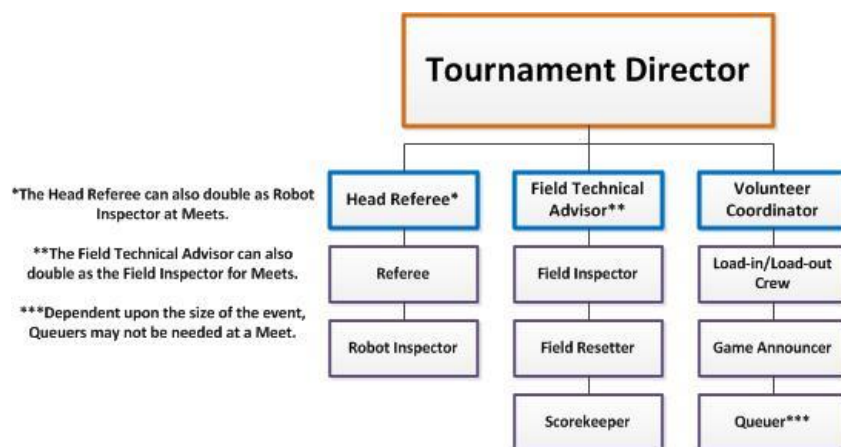 Tournament Director
*The Head Referee can also double as Robot
Inspector at Meets.
**The Field Technical Advisor can also
double as the Field Inspector for Meets.
***Dependent upon the size of the event,
Queuers may not be needed at a Meet.
Head Referee*
Field Technical
Advisor**
Volunteer
Coordinator
Referee
Field Inspector
Load-in/Load-out
Crew
Robot Inspector
Field Resetter
Game Announcer
Scorekeeper
Queuer***